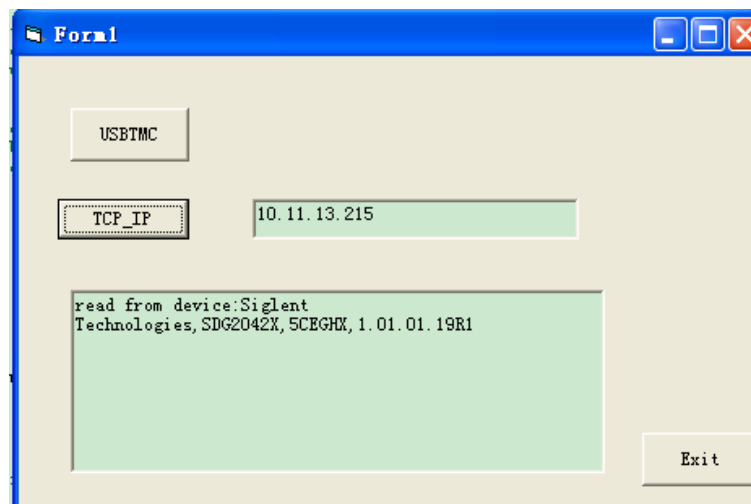 Form1
USBTMC
TCP_IP
10.11.13.215
read from device:Siglent
Technologies,SDG2042X,5CEGHX,1.01.01.19R1
Exit